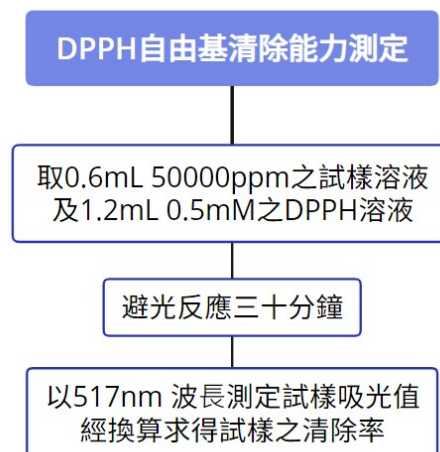 DPPH自由基清除能力測定
取0.6mL 50000ppm之試樣溶液
及1.2mL 0.5mM之DPPH溶液
避光反應三十分鐘
以517nm 波長測定試樣吸光值
經換算求得試樣之清除率